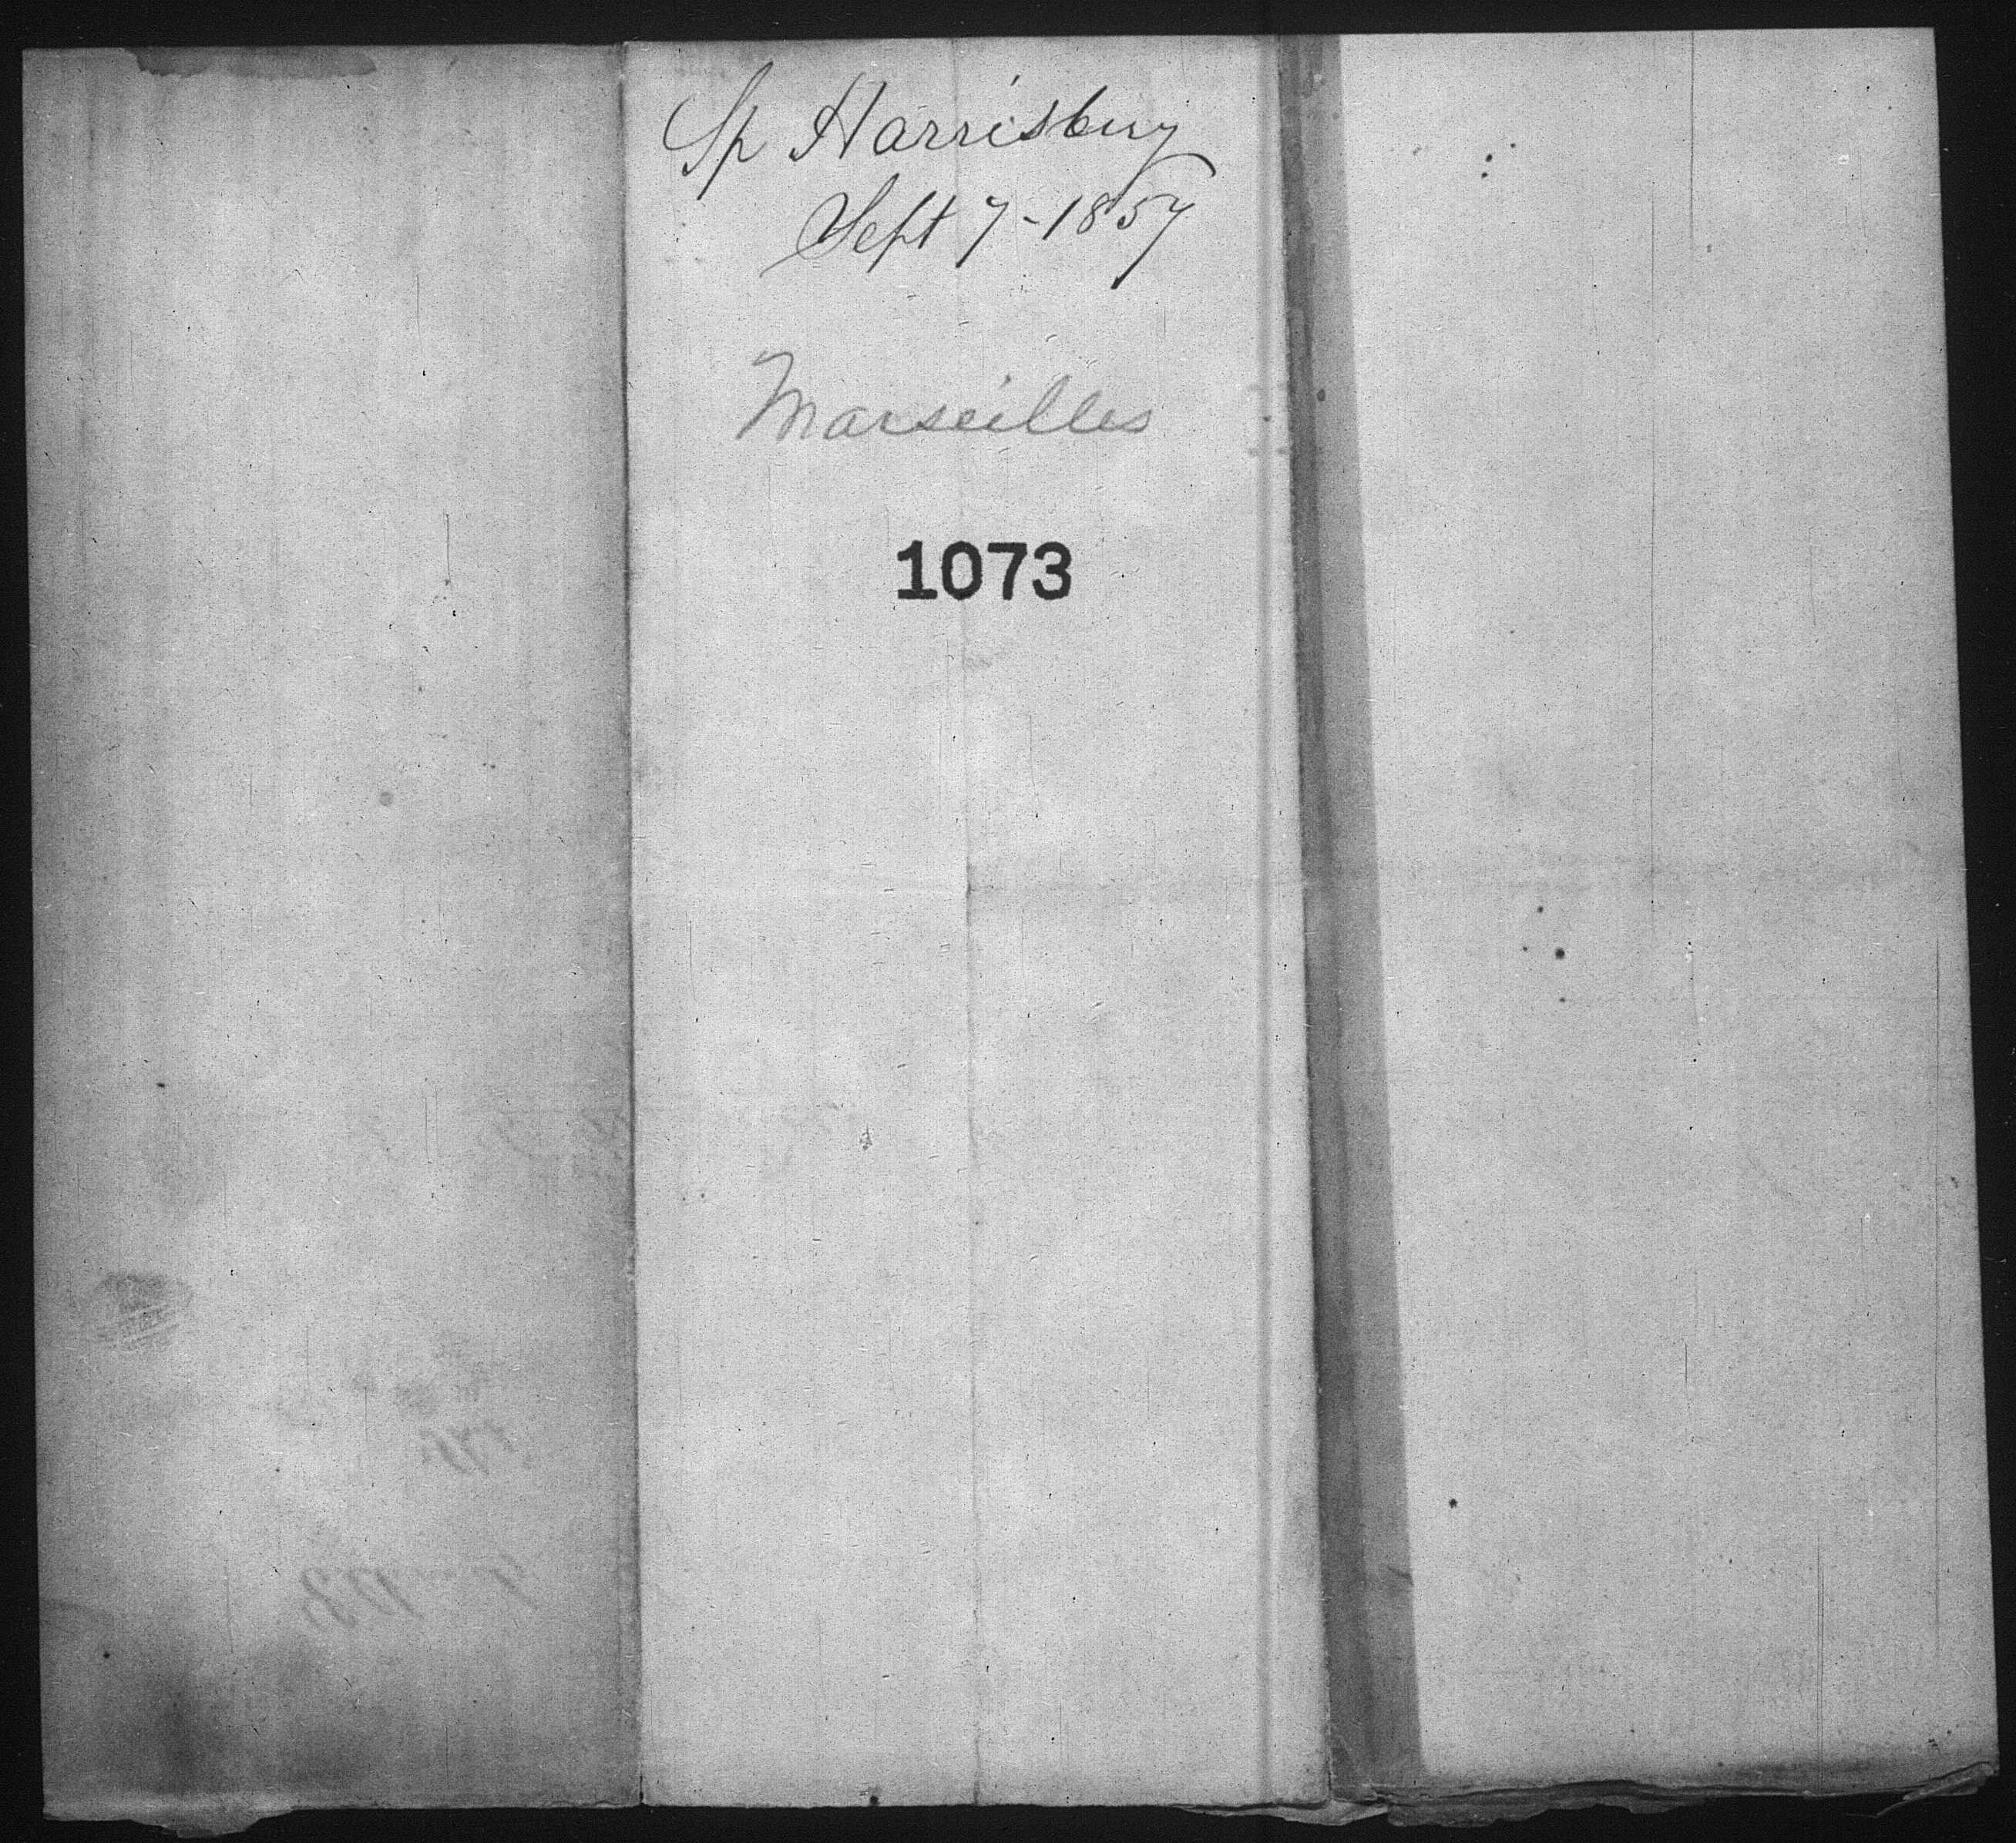 Sp Harrisburg
Sept 7-1857
Marseilles
1073